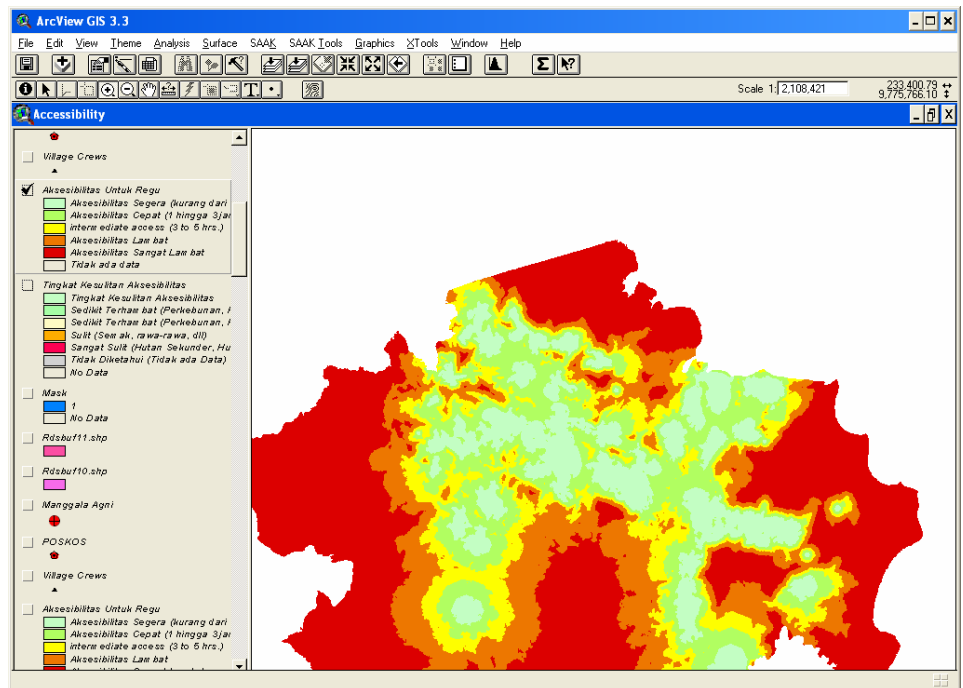 ArcView GIS 3.3
File Edit View Theme Analysis Surface SAAK SAAK Tools Graphics XTools Window Help
Scale 1: 2,108,421
233,400.79
9,775,766.10
Accessibility
Village Crews
Aksesibilitas Untuk Regu
Aksesibilitas Segera (kurang dari
Aksesibilitas Cepat (1 hingga 3 ja
intermediate access (3 to 5 hrs.)
Aksesibilitas Lambat
Aksesibilitas Sangat Lambat
Tidak ada data
Tingkat Kesulitan Aksesibilitas
Tingkat Kesulitan Aksesibilitas
Sedikit Terhambat (Perkebunan,
Sedikit Terhambat (Perkebunan,
Sulit (Semak, rawa-rawa, dll)
Sangat Sulit (Hutan Sekunder, Hu
Tidak Diketahui (Tidak ada Data)
No Data
Mask
1
No Data
Rdsbuf11.shp
Rdsbuf10.shp
Manggala Agni
POSKOS
Village Crews
Aksesibilitas Untuk Regu
Aksesibilitas Segera (kurang dari
Aksesibilitas Cepat (1 hingga 3 ja
intermediate access (3 to 5 hrs.)
Aksesibilitas Lambat